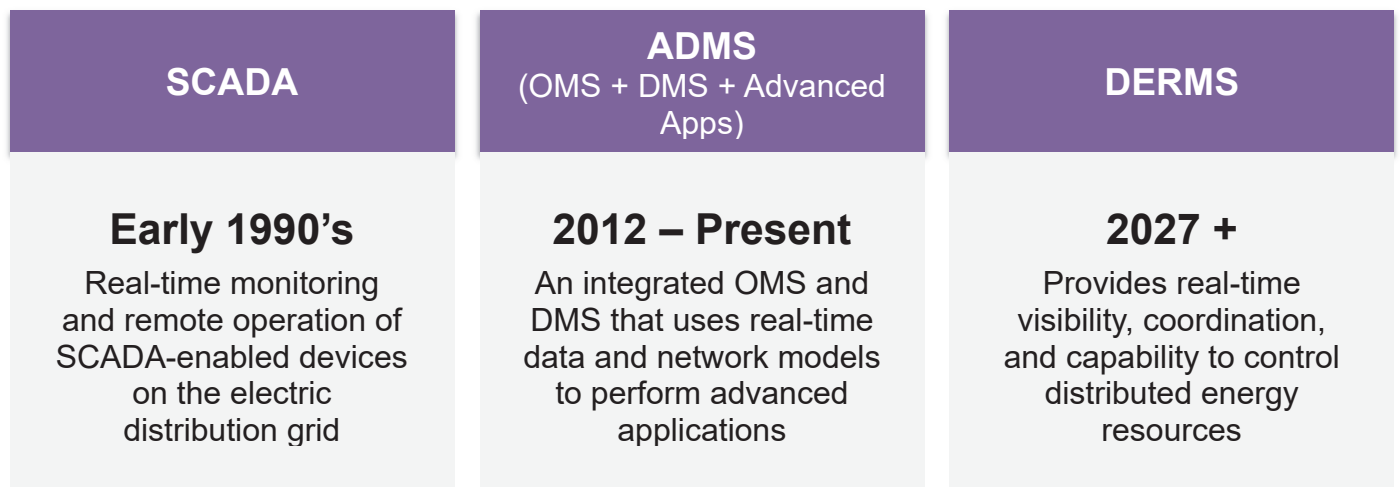 SCADA
Early 1990’s
Real-time monitoring
and remote operation of
SCADA-enabled devices
on the electric
distribution grid
ADMS
(OMS + DMS + Advanced
Apps)
2012 – Present
An integrated OMS and
DMS that uses real-time
data and network models
to perform advanced
applications
DERMS
2027 +
Provides real-time
visibility, coordination,
and capability to control
distributed energy
resources